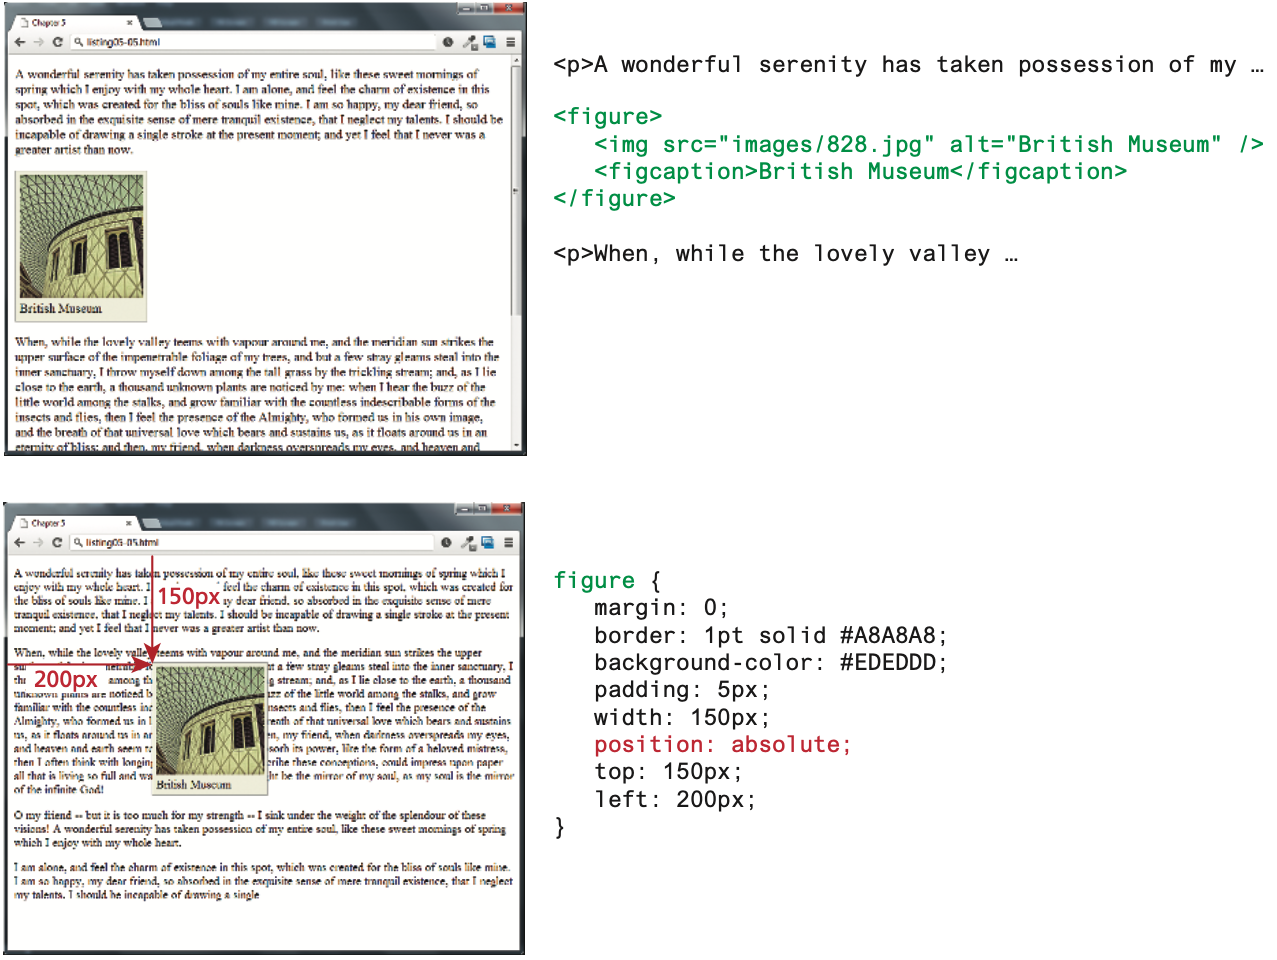 Chapter 5
listing05-05.html
A wonderful serenity has taken possession of my entire soul, like these sweet mornings of
spring which I enjoy with my whole heart. I am alone, and feel the charm of existence in this
spot, which was created for the bliss of souls like mine. I am so happy, my dear friend, so
absorbed in the exquisite sense of mere tranquil existence, that I neglect my talents. I should be
incapable of drawing a single stroke at the present moment; and yet I feel that I never was a
greater artist than now.
British Museum
When, while the lovely valley teems with vapour around me, and the meridian sun strikes the
upper surface of the impenetrable foliage of my trees, and but a few stray gleams steal into the
inner sanctuary, I throw myself down among the tall grass by the trickling stream; and, as I lie
close to the earth, a thousand unknown plants are noticed by me: when I hear the buzz of the
little world among the stalks, and grow familiar with the countless indescribable forms of the
insects and flies, then I feel the presence of the Almighty, who formed us in his own image,
and the breath of that universal love which bears and sustains us, as it floats around us in an
eternity of bliss; and then, my friend, when darkness overspreads my eyes, and heaven and
<p>A wonderful serenity has taken possession of my …
<figure>
<img src="images/828.jpg" alt="British Museum" />
<figcaption>British Museum</figcaption>
</figure>
<p>When, while the lovely valley …
Chapter 5
listing05-05.html
A wonderful serenity has taken possession of my entire soul, like these sweet mornings of spring which I
enjoy with my whole heart. I feel the charm of existence in this spot, which was created for
the bliss of souls like mine. I my dear friend, so absorbed in the exquisite sense of mere
tranquil existence, that I neglect my talents. I should be incapable of drawing a single stroke at the present
moment; and yet I feel that I never was a greater artist than now.
150px
When, while the lovely valley teems with vapour around me, and the meridian sun strikes the upper
a few stray gleams steal into the inner sanctuary, I
among stream; and, as I lie close to the earth, a thousand
unknown plants are noticed of the little world among the stalks, and grow
familiar with the countless insects and flies, then I feel the presence of the
Almighty, who formed us in of that universal love which bears and sustains
us, as it floats around us in my friend, when darkness overspreads my eyes,
and heaven and earth seem its power, like the form of a beloved mistress,
then I often think with these conceptions, could impress upon paper
all that is living so full and be the mirror of my soul, as my soul is the mirror
of the infinite God!
200px
British Museum
O my friend -- but it is too much for my strength -- I sink under the weight of the splendour of these
visions! A wonderful serenity has taken possession of my entire soul, like these sweet mornings of spring
which I enjoy with my whole heart.
I am alone, and feel the charm of existence in this spot, which was created for the bliss of souls like mine.
I am so happy, my dear friend, so absorbed in the exquisite sense of mere tranquil existence, that I neglect
my talents. I should be incapable of drawing a single
figure {
margin: 0;
border: 1pt solid #A8A8A8;
background-color: #EDEDDD;
padding: 5px;
width: 150px;
position: absolute;
top: 150px;
left: 200px;
}